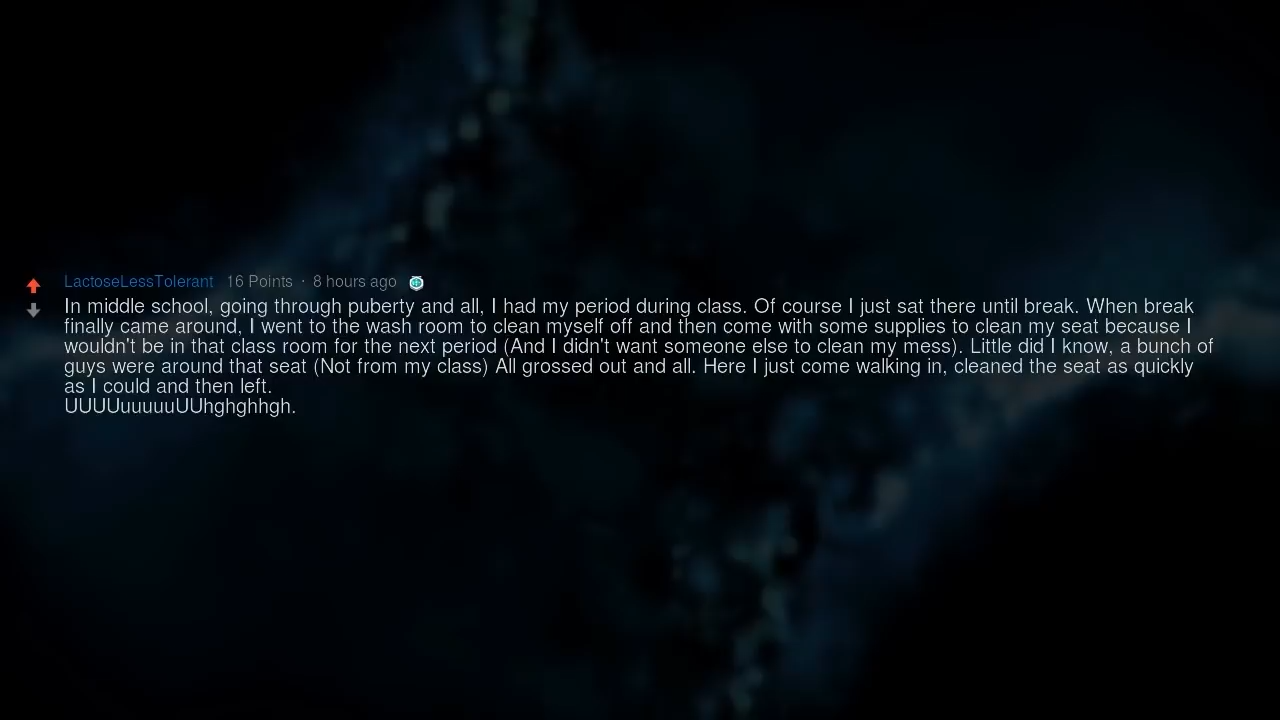 LactoseLessTolerant 16 Points · 8 hours ago
In middle school, going through puberty and all, I had my period during class. Of course I just sat there until break. When break
finally came around, I went to the wash room to clean myself off and then come with some supplies to clean my seat because I
wouldn't be in that class room for the next period (And I didn't want someone else to clean my mess). Little did I know, a bunch of
guys were around that seat (Not from my class) All grossed out and all. Here I just come walking in, cleaned the seat as quickly
as I could and then left.
UUUUuuuuuUUhghghhgh.